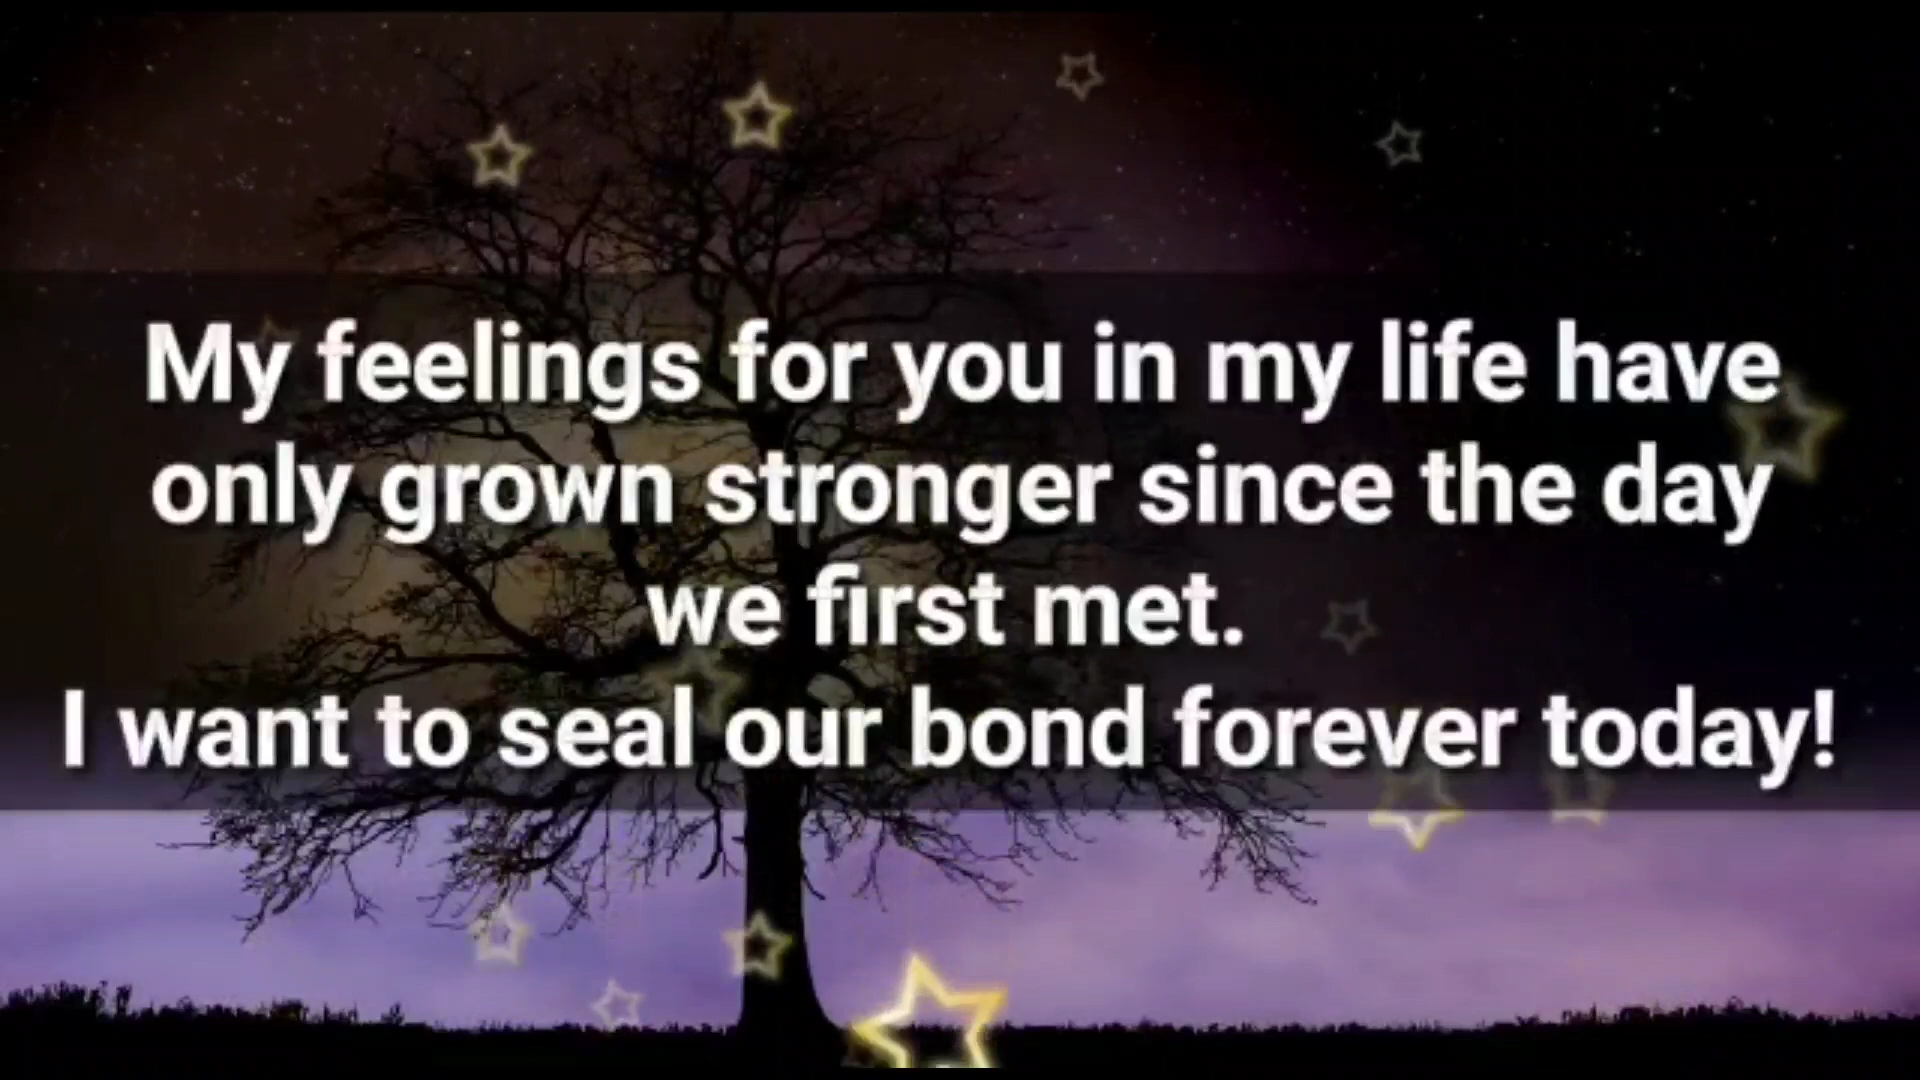 My feelings for you in my life have
only grown stronger since the day
we first met.
I want to seal our bond forever today!